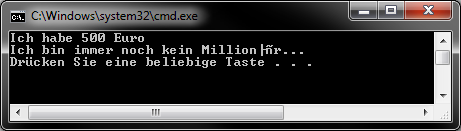 C:\Windows\system32\cmd.exe
Ich habe 500 Euro
Ich bin immer noch kein Million├ñr...
Drücken Sie eine beliebige Taste . . .